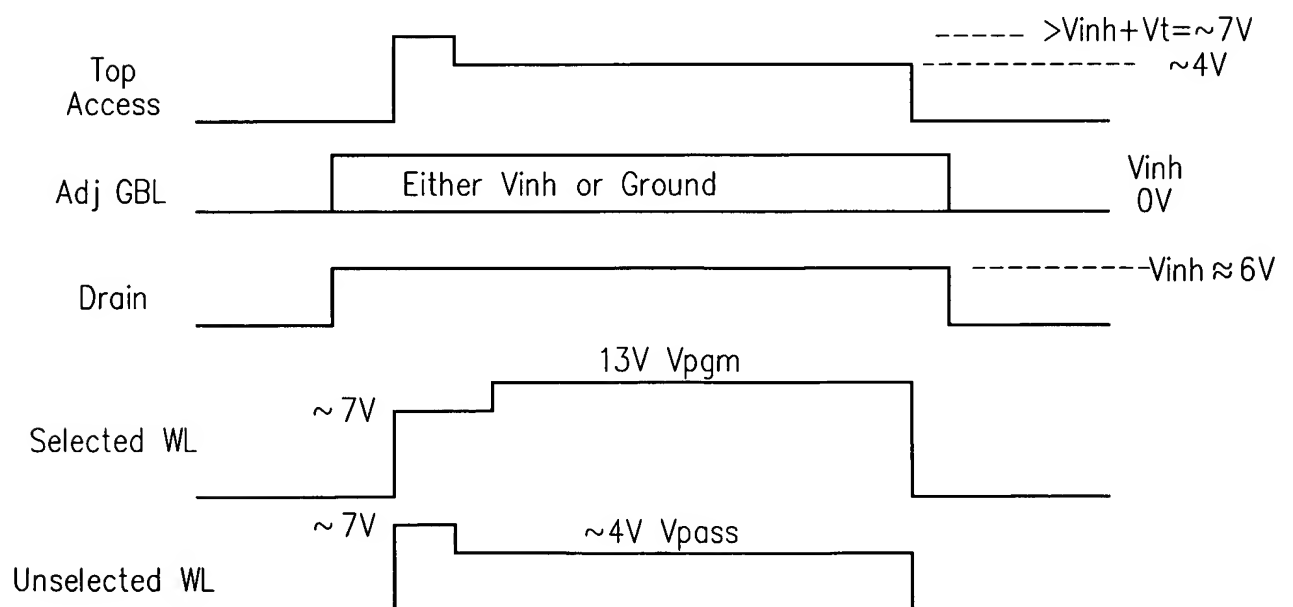 >Vinh+Vt=~7V
Top
Access
~4V
Adj GBL
Either Vinh or Ground
Vinh
0V
Drain
Vinh≈6V
13V Vpgm
~7V
Selected WL
~7V
~4V Vpass
Unselected WL